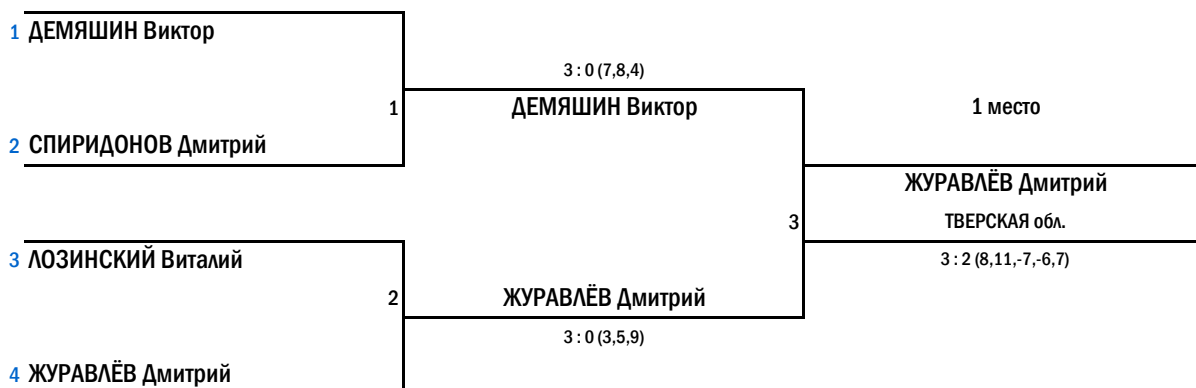 1 ДЕМЯШИН Виктор
3 : 0 (7,8,4)
1
ДЕМЯШИН Виктор
1 место
2 СПИРИДОНОВ Дмитрий
ЖУРАВЛЁВ Дмитрий
3
ТВЕРСКАЯ обл.
3 ЛОЗИНСКИЙ Виталий
3 : 2 (8,11,-7,-6,7)
2
ЖУРАВЛЁВ Дмитрий
3 : 0 (3,5,9)
4 ЖУРАВЛЁВ Дмитрий